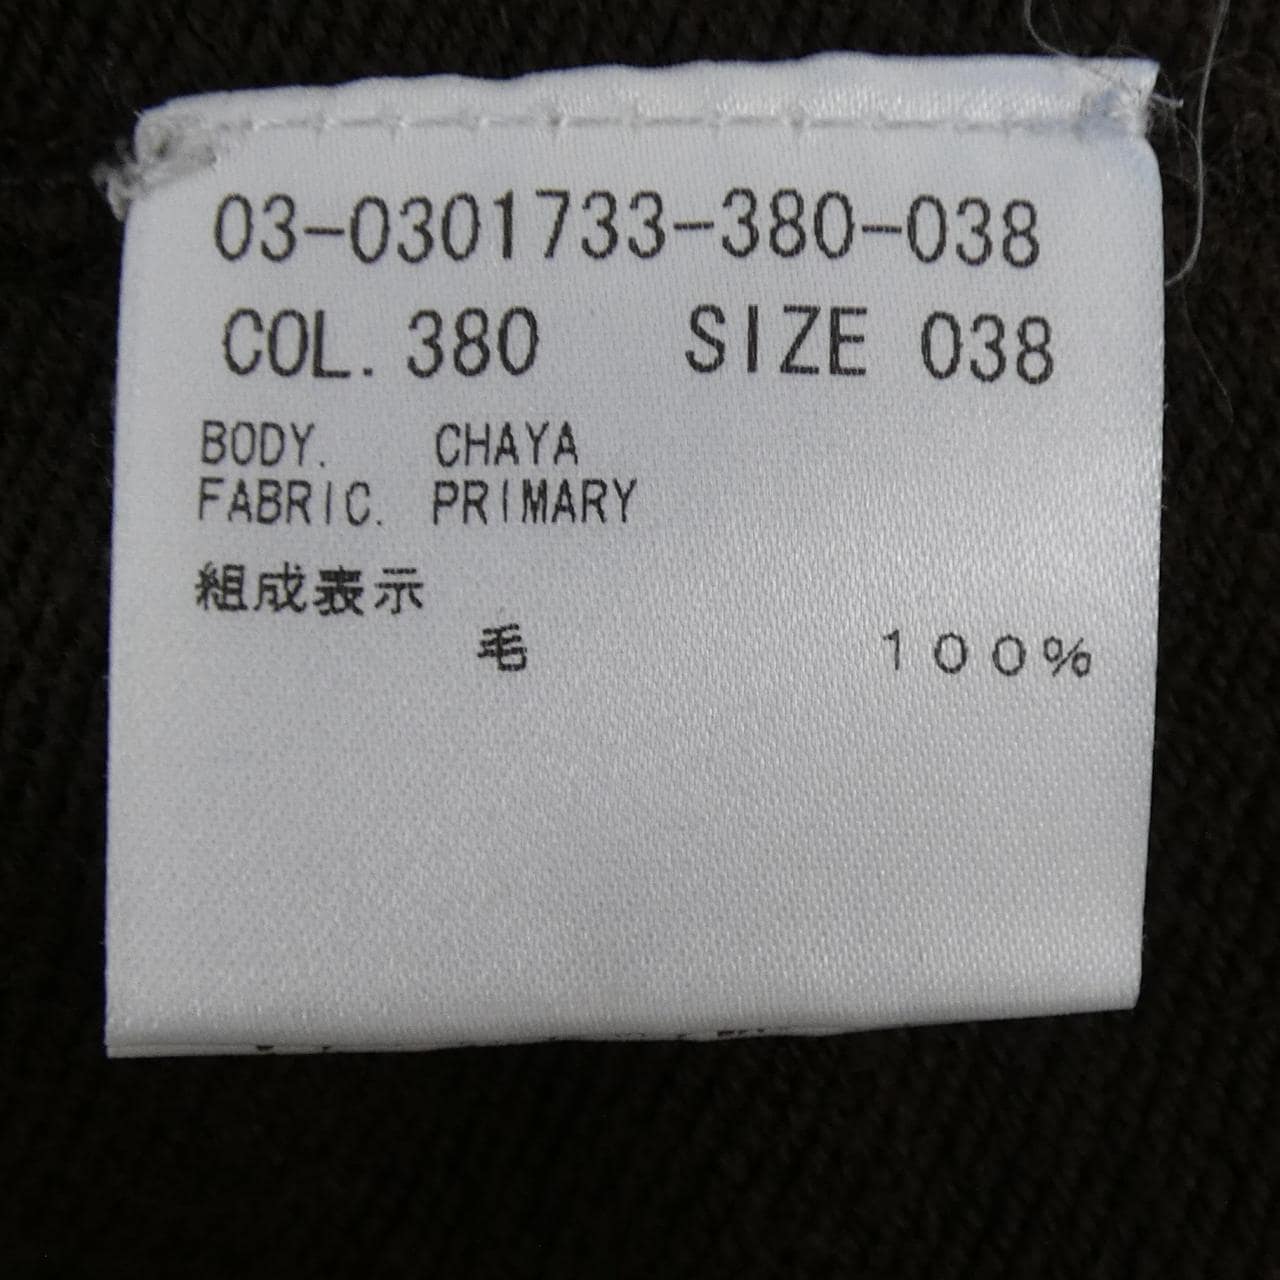 03-0301733-380-038
COL. 380 SIZE 038
BODY. CHAYA
FABRIC. PRIMARY
組成表示
毛 100%